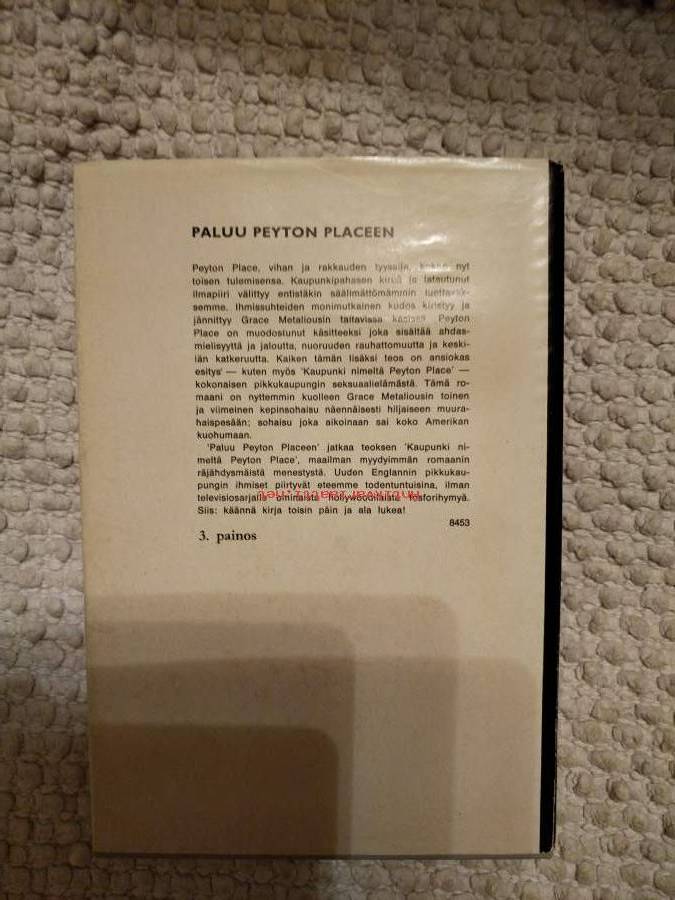 PALUU PEYTON PLACEEN
Peyton Place, vihan ja rakkauden tyyssija, kokee nyt
toisen tulemisensa. Kaupunkipahasen kireä ja latautunut
ilmapiiri välittyy entistäkin säälimättömämmin luettavak-
semme. Ihmissuhteiden monimutkainen kudos kiristyy ja
jännittyy Grace Metaliousin taitavissa käsissä. Peyton
Place on muodostunut käsitteeksi joka sisältää ahdas-
mielisyyttä ja jaloutta, nuoruuden rauhattomuutta ja keski-
iän katkeruutta. Kaiken tämän lisäksi teos on ansiokas
esitys — kuten myös 'Kaupunki nimeltä Peyton Place' —
kokonaisen pikkukaupungin seksuaalielämästä. Tämä ro-
maani on nyttemmin kuolleen Grace Metaliousin toinen
ja viimeinen kepinsohaisu näennäisesti hiljaiseen muura-
haispesään; sohaisu joka aikoinaan sai koko Amerikan
kuohumaan.
'Paluu Peyton Placeen' jatkaa teoksen 'Kaupunki ni-
meltä Peyton Place', maailman myydyimmän romaanin
räjähdysmäistä menestystä. Uuden Englannin pikkukau-
pungin ihmiset piirtyvät eteemme todentuntuisina, ilman
televisiosarjalle ominaista hollywoodilaista fosforihymyä.
Siis: käännä kirja toisin päin ja ala lukea!
8453
3. painos